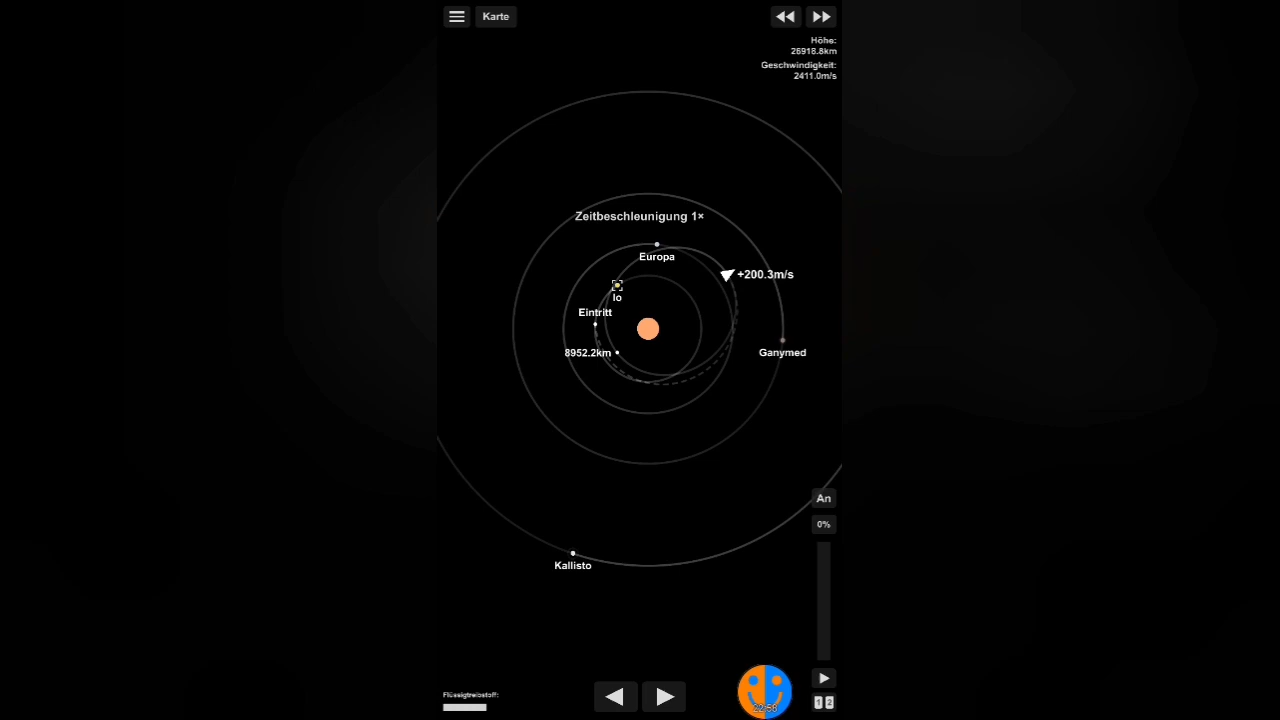 Karte
Höhe:
26918.8km
Geschwindigkeit:
2411.0m/s
Zeitbeschleunigung 1×
Europa
+200.3m/s
Io
Eintritt
8952.2km
Ganymed
An
0%
Kallisto
Flüssigtreibstoff:
22:58
1 2